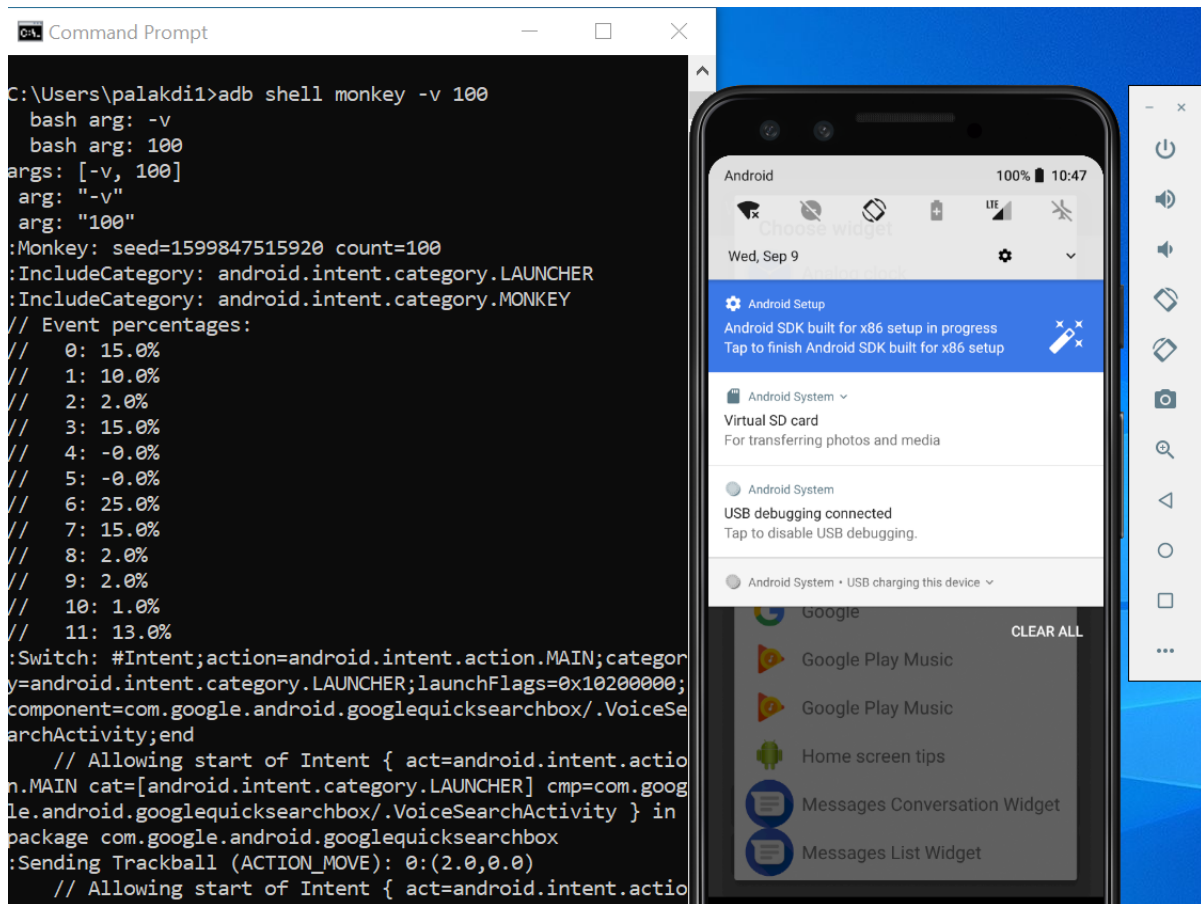 Command Prompt
C:\Users\palakdi1>adb shell monkey -v 100
bash arg: -v
bash arg: 100
args: [-v, 100]
arg: "-v"
arg: "100"
:Monkey: seed=1599847515920 count=100
:IncludeCategory: android.intent.category.LAUNCHER
:IncludeCategory: android.intent.category.MONKEY
// Event percentages:
// 0: 15.0%
// 1: 10.0%
// 2: 2.0%
// 3: 15.0%
// 4: -0.0%
// 5: -0.0%
// 6: 25.0%
// 7: 15.0%
// 8: 2.0%
// 9: 2.0%
// 10: 1.0%
// 11: 13.0%
:Switch: #Intent;action=android.intent.action.MAIN;categor
y=android.intent.category.LAUNCHER;launchFlags=0x10200000;
component=com.google.android.googlequicksearchbox/.VoiceSe
archActivity;end
// Allowing start of Intent { act=android.intent.actio
n.MAIN cat=[android.intent.category.LAUNCHER] cmp=com.goog
le.android.googlequicksearchbox/.VoiceSearchActivity } in
package com.google.android.googlequicksearchbox
:Sending Trackball (ACTION_MOVE): 0:(2.0,0.0)
// Allowing start of Intent { act=android.intent.actio
Android 100% 10:47
LTE
Choose widget
Wed, Sep 9
Analog clock
Android Setup
Android SDK built for x86 setup in progress
Tap to finish Android SDK built for x86 setup
Android System
Virtual SD card
For transferring photos and media
Android System
USB debugging connected
Tap to disable USB debugging.
Android System • USB charging this device
Google
CLEAR ALL
Google Play Music
Google Play Music
Home screen tips
Messages Conversation Widget
Messages List Widget